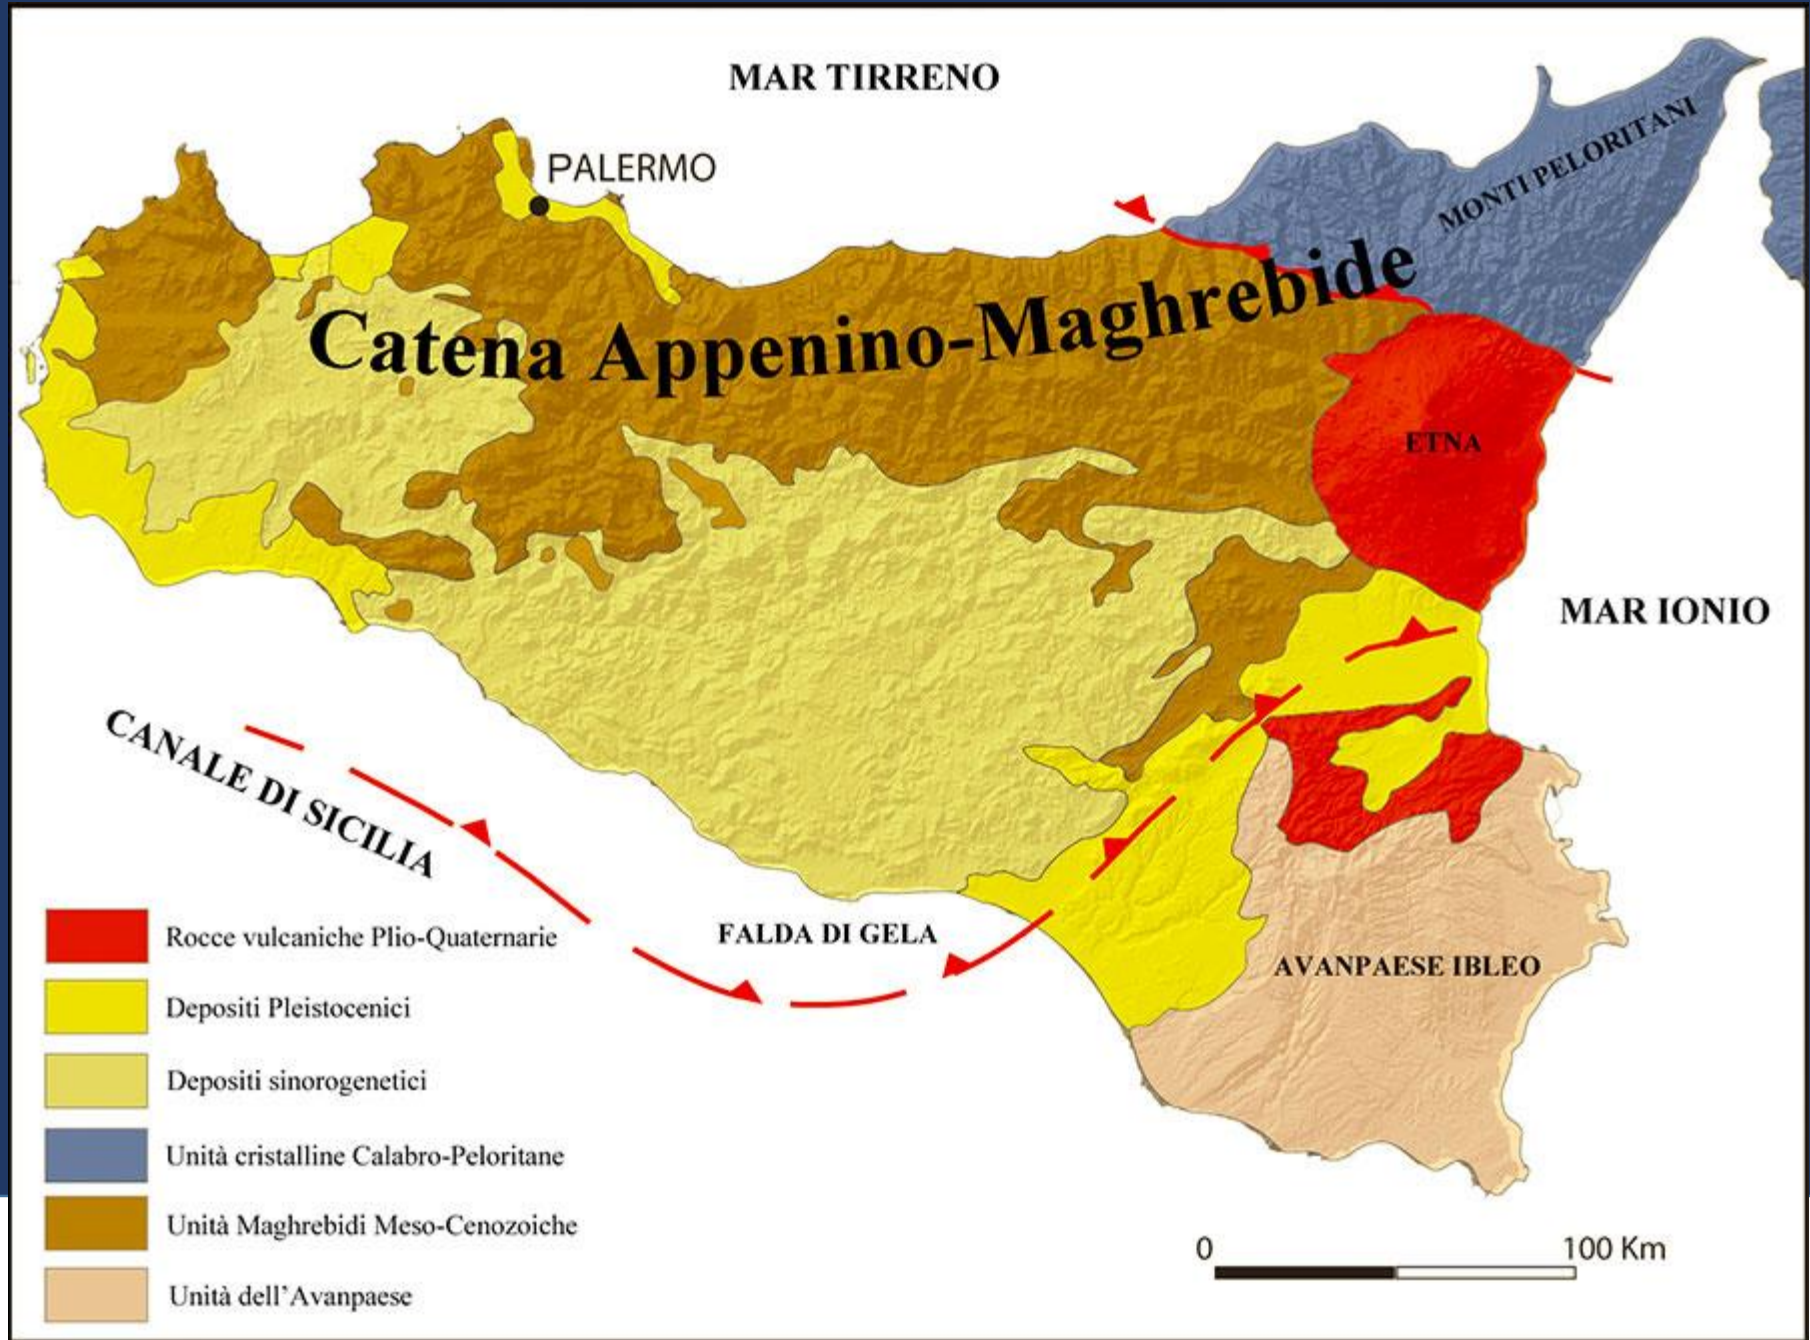 MAR TIRRENO
PALERMO
MONTI PELORITANI
Catena Appenino-Maghrebide
ETNA
MAR IONIO
CANALE DI SICILIA
FALDA DI GELA
AVANPAESE IBLEO
Rocce vulcaniche Plio-Quaternarie
Depositi Pleistocenici
Depositi sinorogenetici
Unità cristalline Calabro-Peloritane
Unità Maghrebidi Meso-Cenozoiche
Unità dell'Avanpaese
0 100 Km